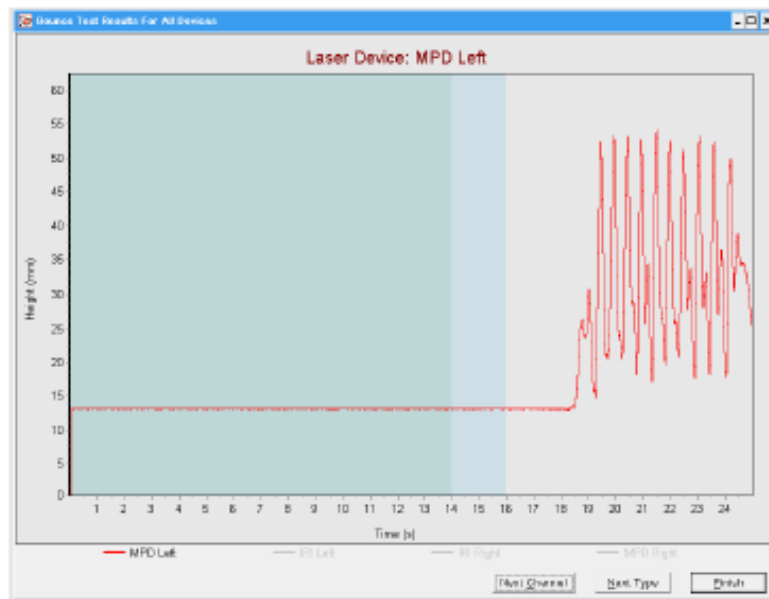 Bounce Test Results For All Devices
Laser Device: MPD Left
60
55
50
45
40
35
30
25
20
15
10
5
0
Height (mm)
1 2 3 4 5 6 7 8 9 10 11 12 13 14 15 16 17 18 19 20 21 22 23 24
Time (s)
MPD Left IRI Left IRI Right MPD Right
Next Channel Next Type Finish